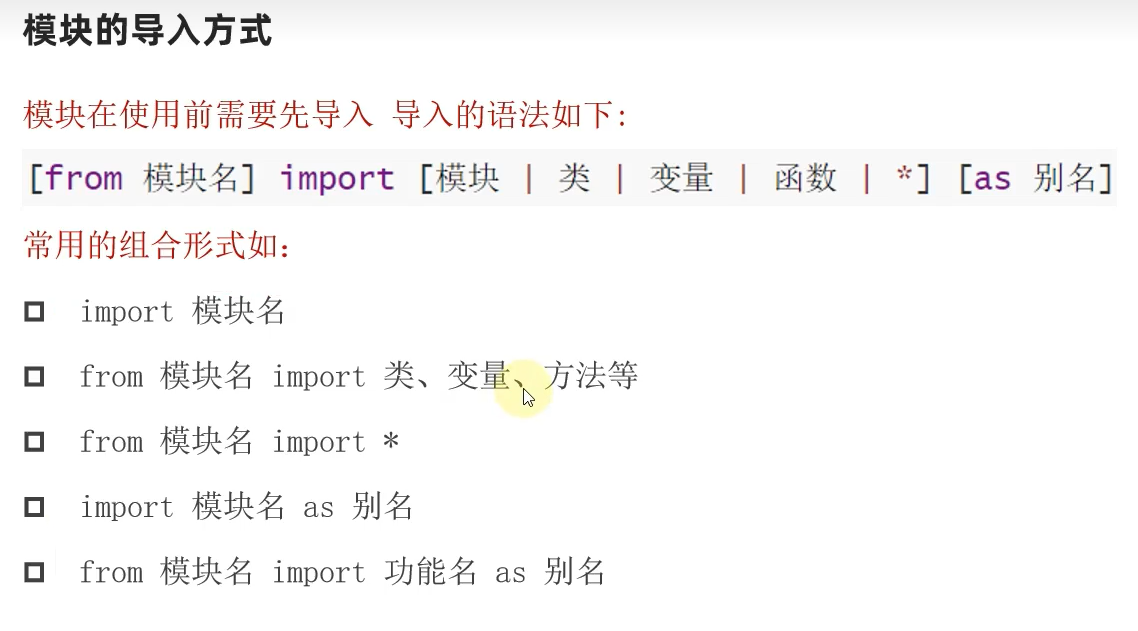 模块的导入方式
模块在使用前需要先导入 导入的语法如下:
[from 模块名] import [模块 | 类 | 变量 | 函数 | *] [as 别名]
常用的组合形式如:
import 模块名
from 模块名 import 类、变量、方法等
from 模块名 import *
import 模块名 as 别名
from 模块名 import 功能名 as 别名